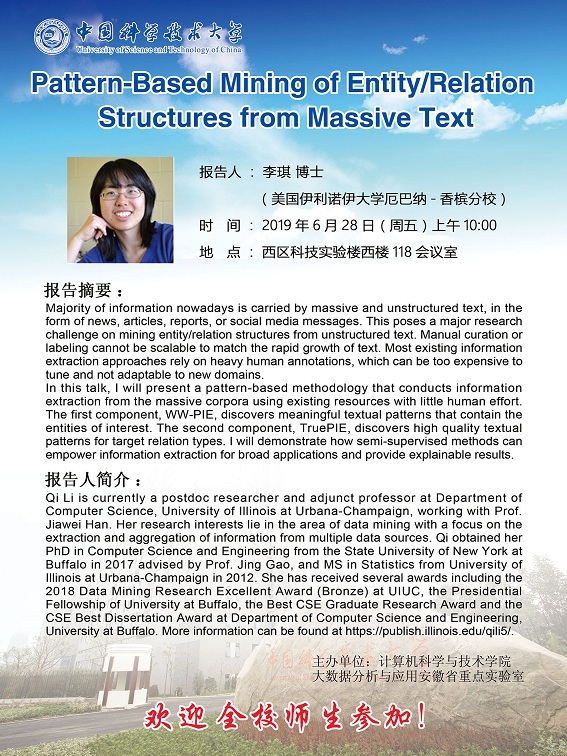 中国科学技术大学
University of Science and Technology of China
Pattern-Based Mining of Entity/Relation
Structures from Massive Text
报告人 ： 李琪 博士
（ 美国伊利诺伊大学厄巴纳 - 香槟分校 ）
时 间 ： 2019 年 6 月 28 日（周五）上午 10:00
地 点 ： 西区科技实验楼西楼 118 会议室
报告摘要：
Majority of information nowadays is carried by massive and unstructured text, in the
form of news, articles, reports, or social media messages. This poses a major research
challenge on mining entity/relation structures from unstructured text. Manual curation or
labeling cannot be scalable to match the rapid growth of text. Most existing information
extraction approaches rely on heavy human annotations, which can be too expensive to
tune and not adaptable to new domains.
In this talk, I will present a pattern-based methodology that conducts information
extraction from the massive corpora using existing resources with little human effort.
The first component, WW-PIE, discovers meaningful textual patterns that contain the
entities of interest. The second component, TruePIE, discovers high quality textual
patterns for target relation types. I will demonstrate how semi-supervised methods can
empower information extraction for broad applications and provide explainable results.
报告人简介：
Qi Li is currently a postdoc researcher and adjunct professor at Department of
Computer Science, University of Illinois at Urbana-Champaign, working with Prof.
Jiawei Han. Her research interests lie in the area of data mining with a focus on the
extraction and aggregation of information from multiple data sources. Qi obtained her
PhD in Computer Science and Engineering from the State University of New York at
Buffalo in 2017 advised by Prof. Jing Gao, and MS in Statistics from University of
Illinois at Urbana-Champaign in 2012. She has received several awards including the
2018 Data Mining Research Excellent Award (Bronze) at UIUC, the Presidential
Fellowship of University at Buffalo, the Best CSE Graduate Research Award and the
CSE Best Dissertation Award at Department of Computer Science and Engineering,
University at Buffalo. More information can be found at https://publish.illinois.edu/qili5/.
主办单位：计算机科学与技术学院
大数据分析与应用安徽省重点实验室
欢迎全校师生参加！